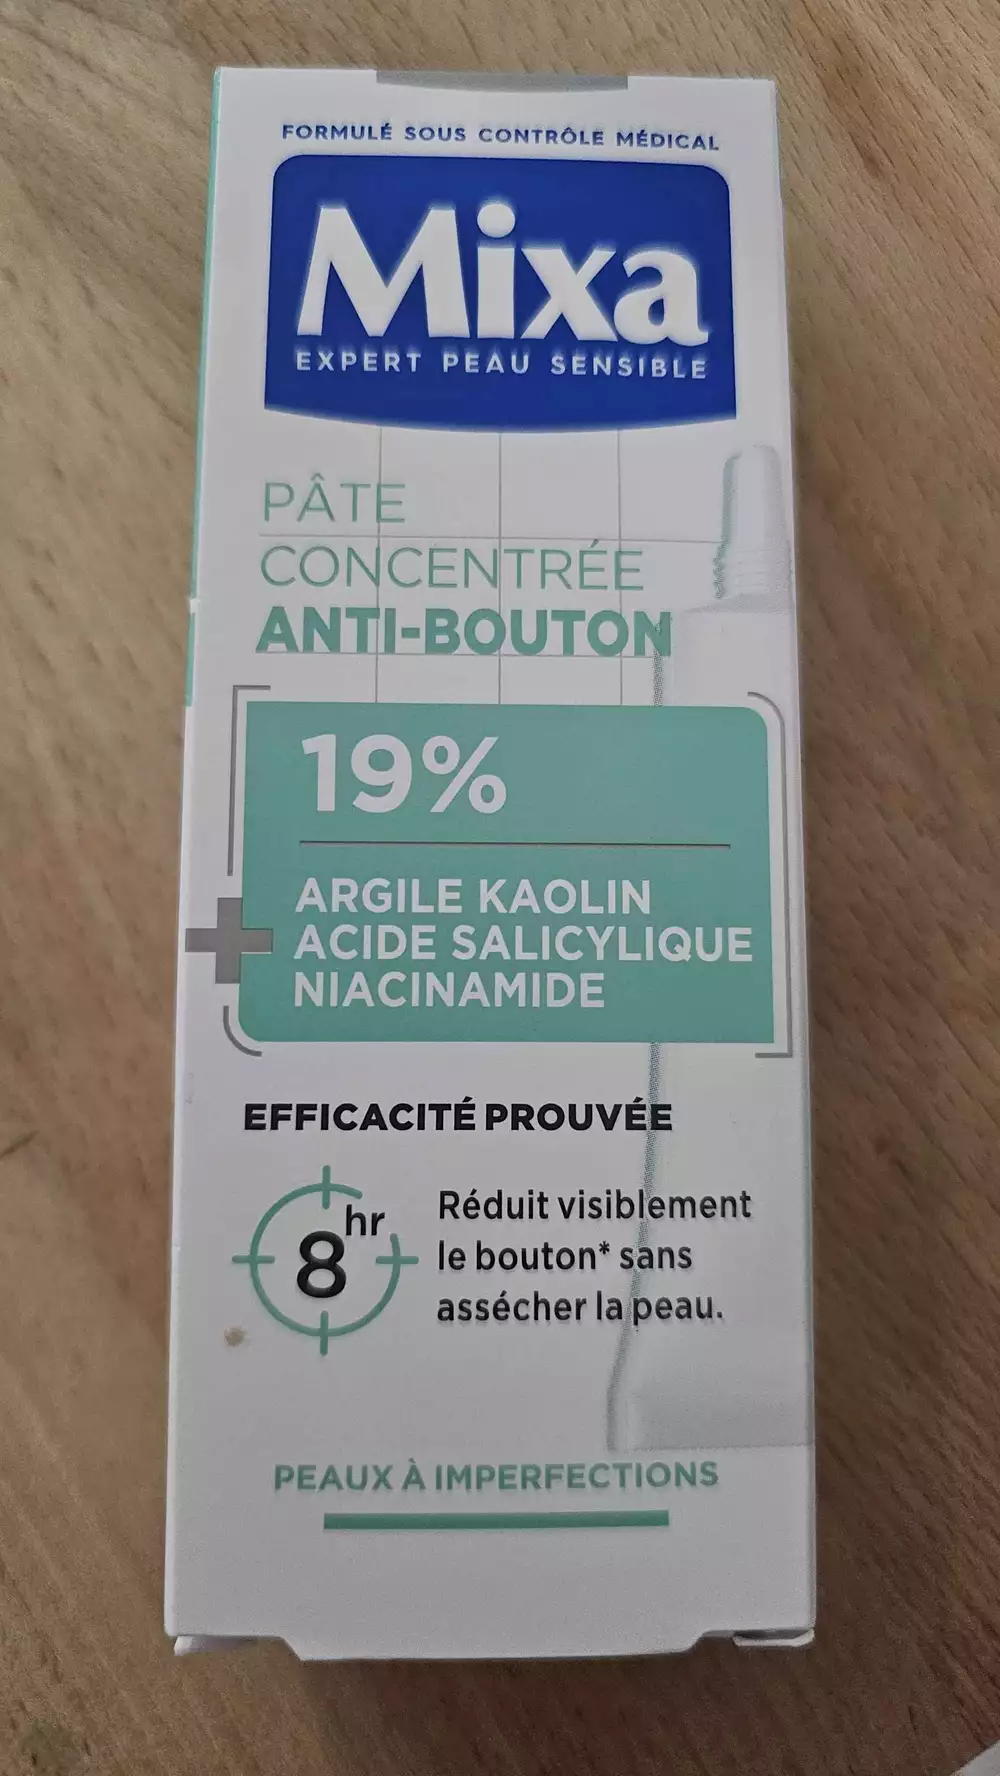 FORMULÉ SOUS CONTRÔLE MÉDICAL
Mixa
EXPERT PEAU SENSIBLE
PÂTE
CONCENTRÉE
ANTI-BOUTON
19%
ARGILE KAOLIN
ACIDE SALICYLIQUE
NIACINAMIDE
EFFICACITÉ PROUVÉE
8hr
Réduit visiblement
le bouton* sans
assécher la peau.
PEAUX À IMPERFECTIONS